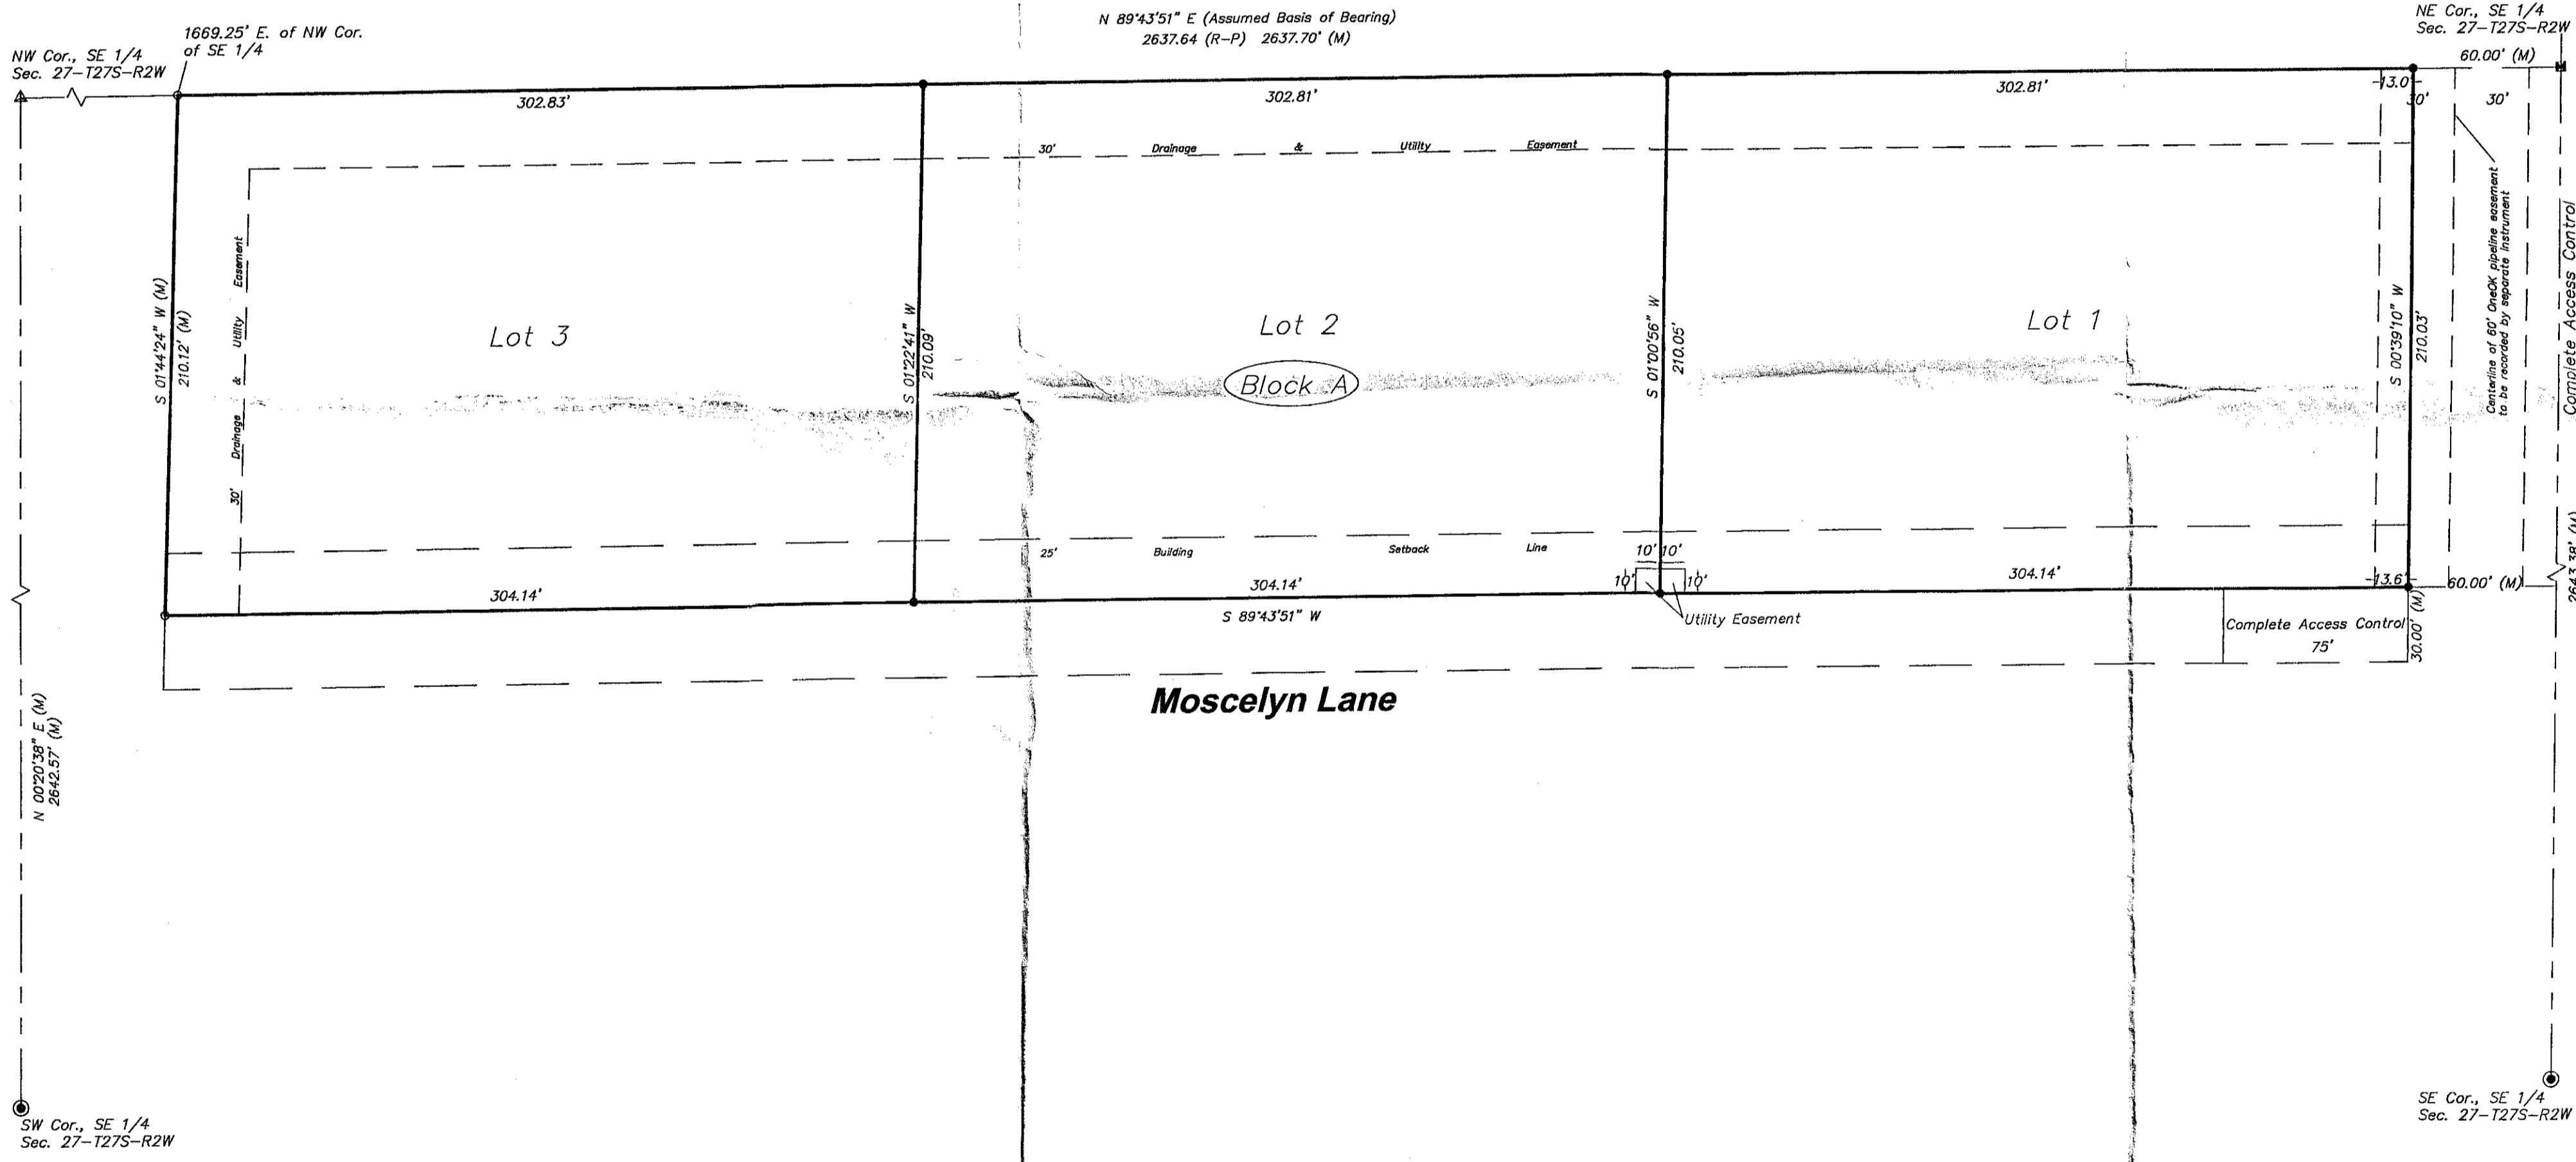 N 89°43'51" E (Assumed Basis of Bearing)
2637.64 (R-P) 2637.70' (M)
NW Cor., SE 1/4
Sec. 27-T27S-R2W
1669.25' E. of NW Cor.
of SE 1/4
NE Cor., SE 1/4
Sec. 27-T27S-R2W
60.00' (M)
302.83'
302.81'
302.81'
13.0
30'
30'
30' Drainage & Utility Easement
30' Drainage & Utility Easement
S 01°44'24" W (M)
210.12' (M)
Lot 3
S 01°22'41" W
210.09'
Lot 2
Block A
S 01°00'56" W
210.05'
Lot 1
S 00°39'10" W
210.03'
Centerline of 60' OneOK pipeline easement
to be recorded by separate instrument
Complete Access Control
2643.38' (M)
25' Building Setback Line
10' 10'
10'
10'
304.14'
304.14'
304.14'
13.6
60.00' (M)
S 89°43'51" W
Utility Easement
Complete Access Control
75'
30.00' (M)
Moscelyn Lane
N 00°20'38" E (M)
2642.57' (M)
SW Cor., SE 1/4
Sec. 27-T27S-R2W
SE Cor., SE 1/4
Sec. 27-T27S-R2W